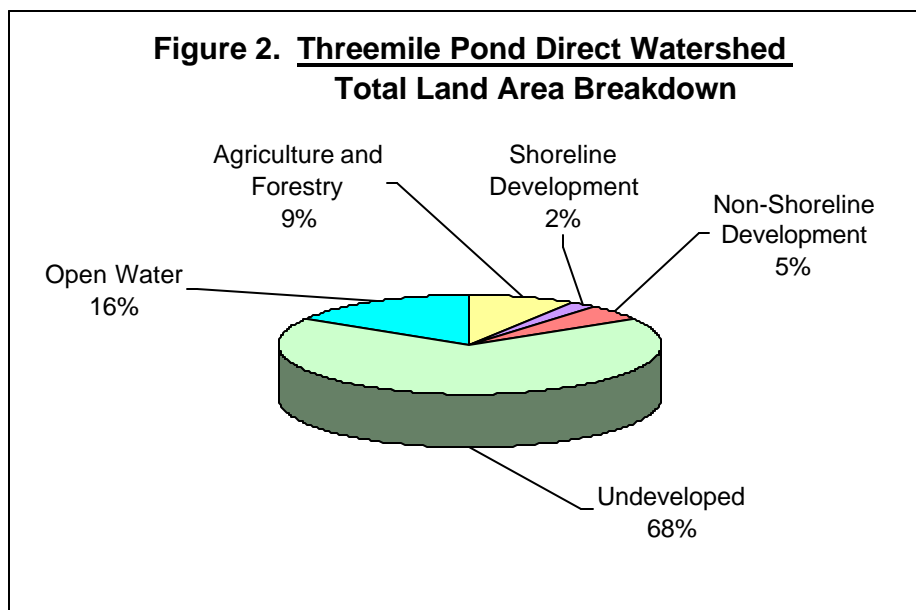 Figure 2. Threemile Pond Direct Watershed
Total Land Area Breakdown
Agriculture and
Forestry
9%
Shoreline
Development
2%
Non-Shoreline
Development
5%
Open Water
16%
Undeveloped
68%